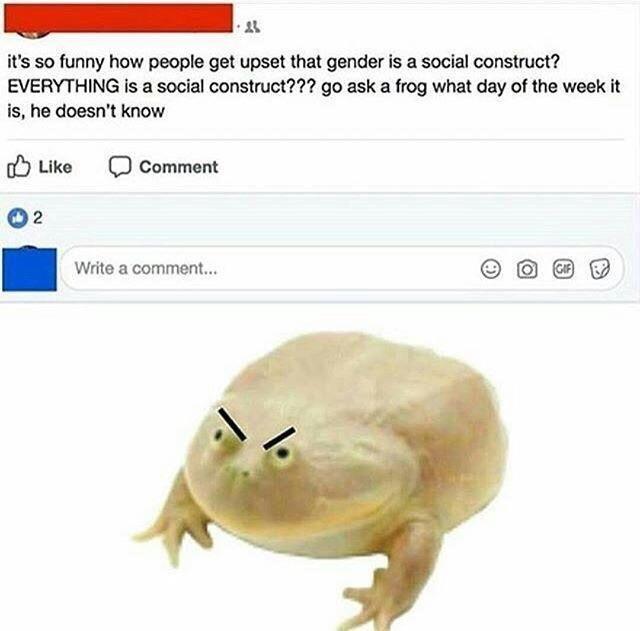 it's so funny how people get upset that gender is a social construct?
EVERYTHING is a social construct??? go ask a frog what day of the week it
is, he doesn't know
Like Comment
2
Write a comment... GIF